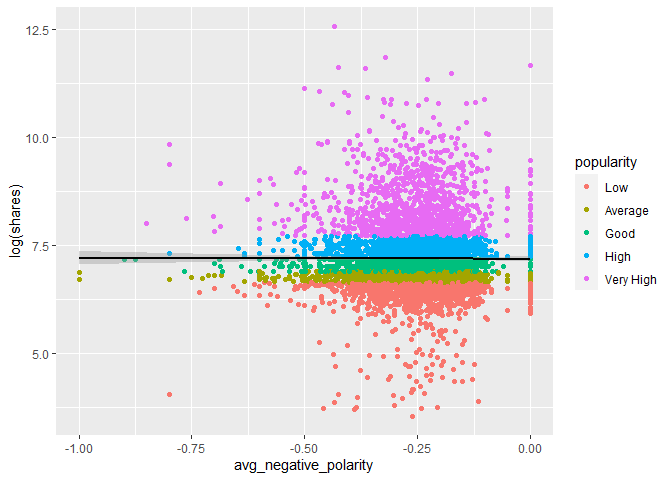 12.5
10.0
7.5
5.0
log(shares)
-1.00
-0.75
-0.50
-0.25
0.00
avg_negative_polarity
popularity
Low
Average
Good
High
Very High